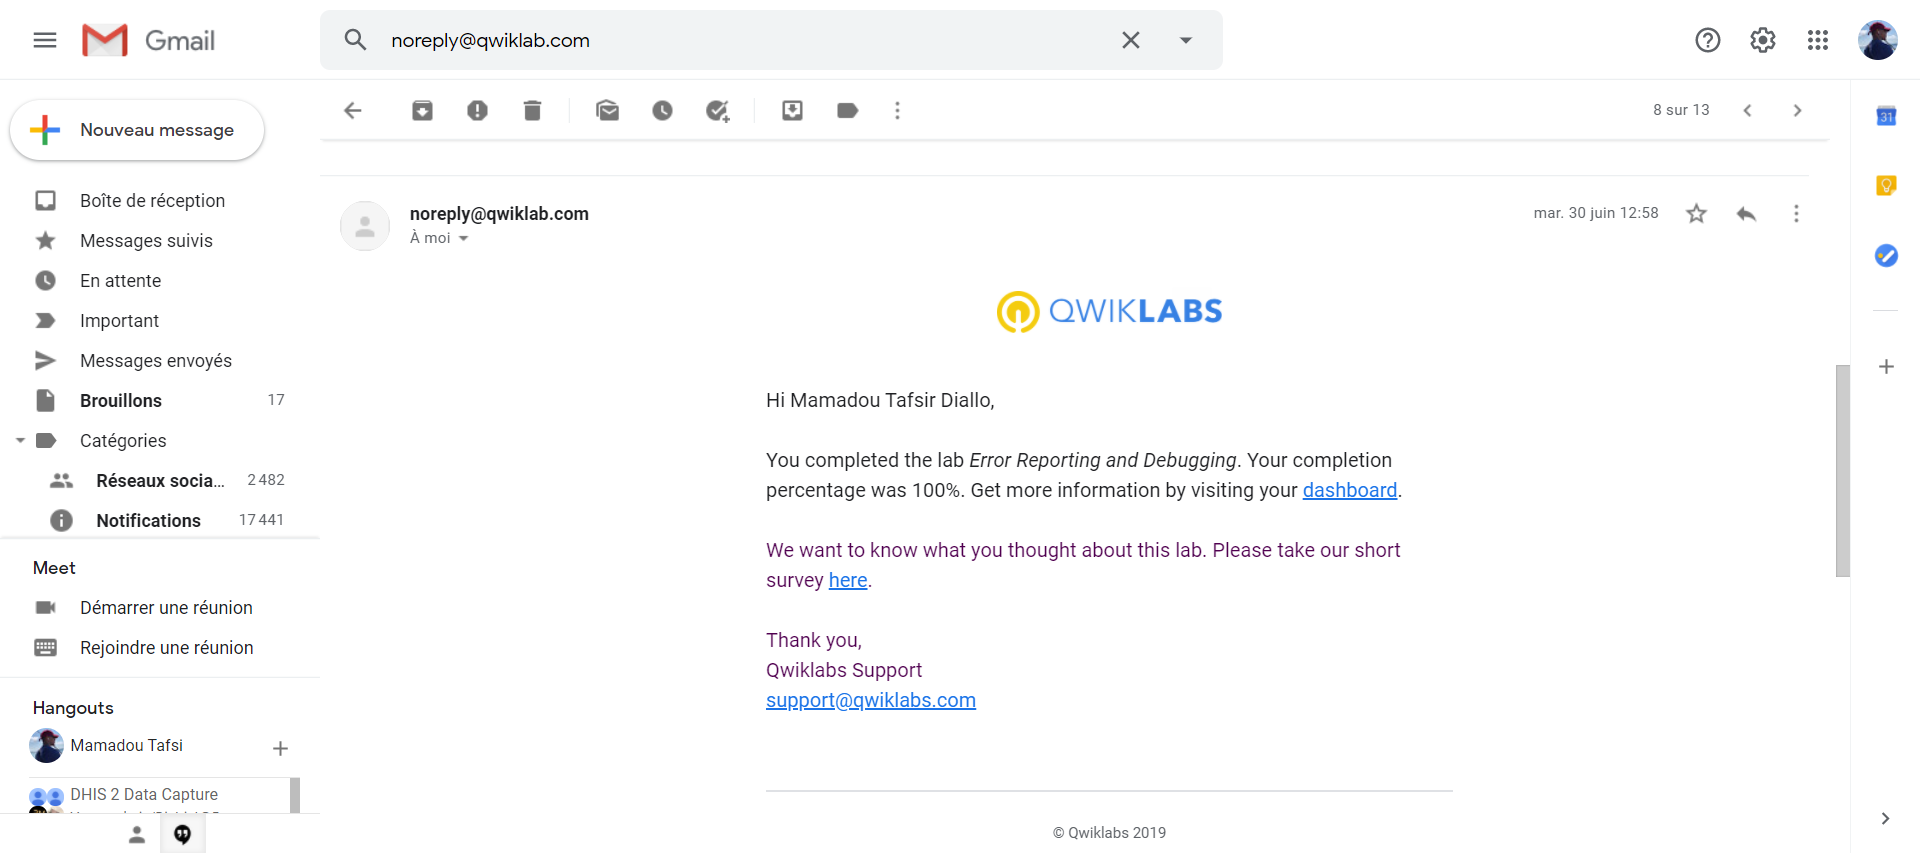 Gmail
noreply@qwiklab.com
Nouveau message
8 sur 13
31
Boîte de réception
Messages suivis
En attente
Important
Messages envoyés
Brouillons 17
Catégories
Réseaux socia... 2 482
Notifications 17 441
Meet
Démarrer une réunion
Rejoindre une réunion
Hangouts
Mamadou Tafsi
DHIS 2 Data Capture
noreply@qwiklab.com
mar. 30 juin 12:58
À moi
QWIKLABS
Hi Mamadou Tafsir Diallo,
You completed the lab Error Reporting and Debugging. Your completion
percentage was 100%. Get more information by visiting your dashboard.
We want to know what you thought about this lab. Please take our short
survey here.
Thank you,
Qwiklabs Support
support@qwiklabs.com
© Qwiklabs 2019